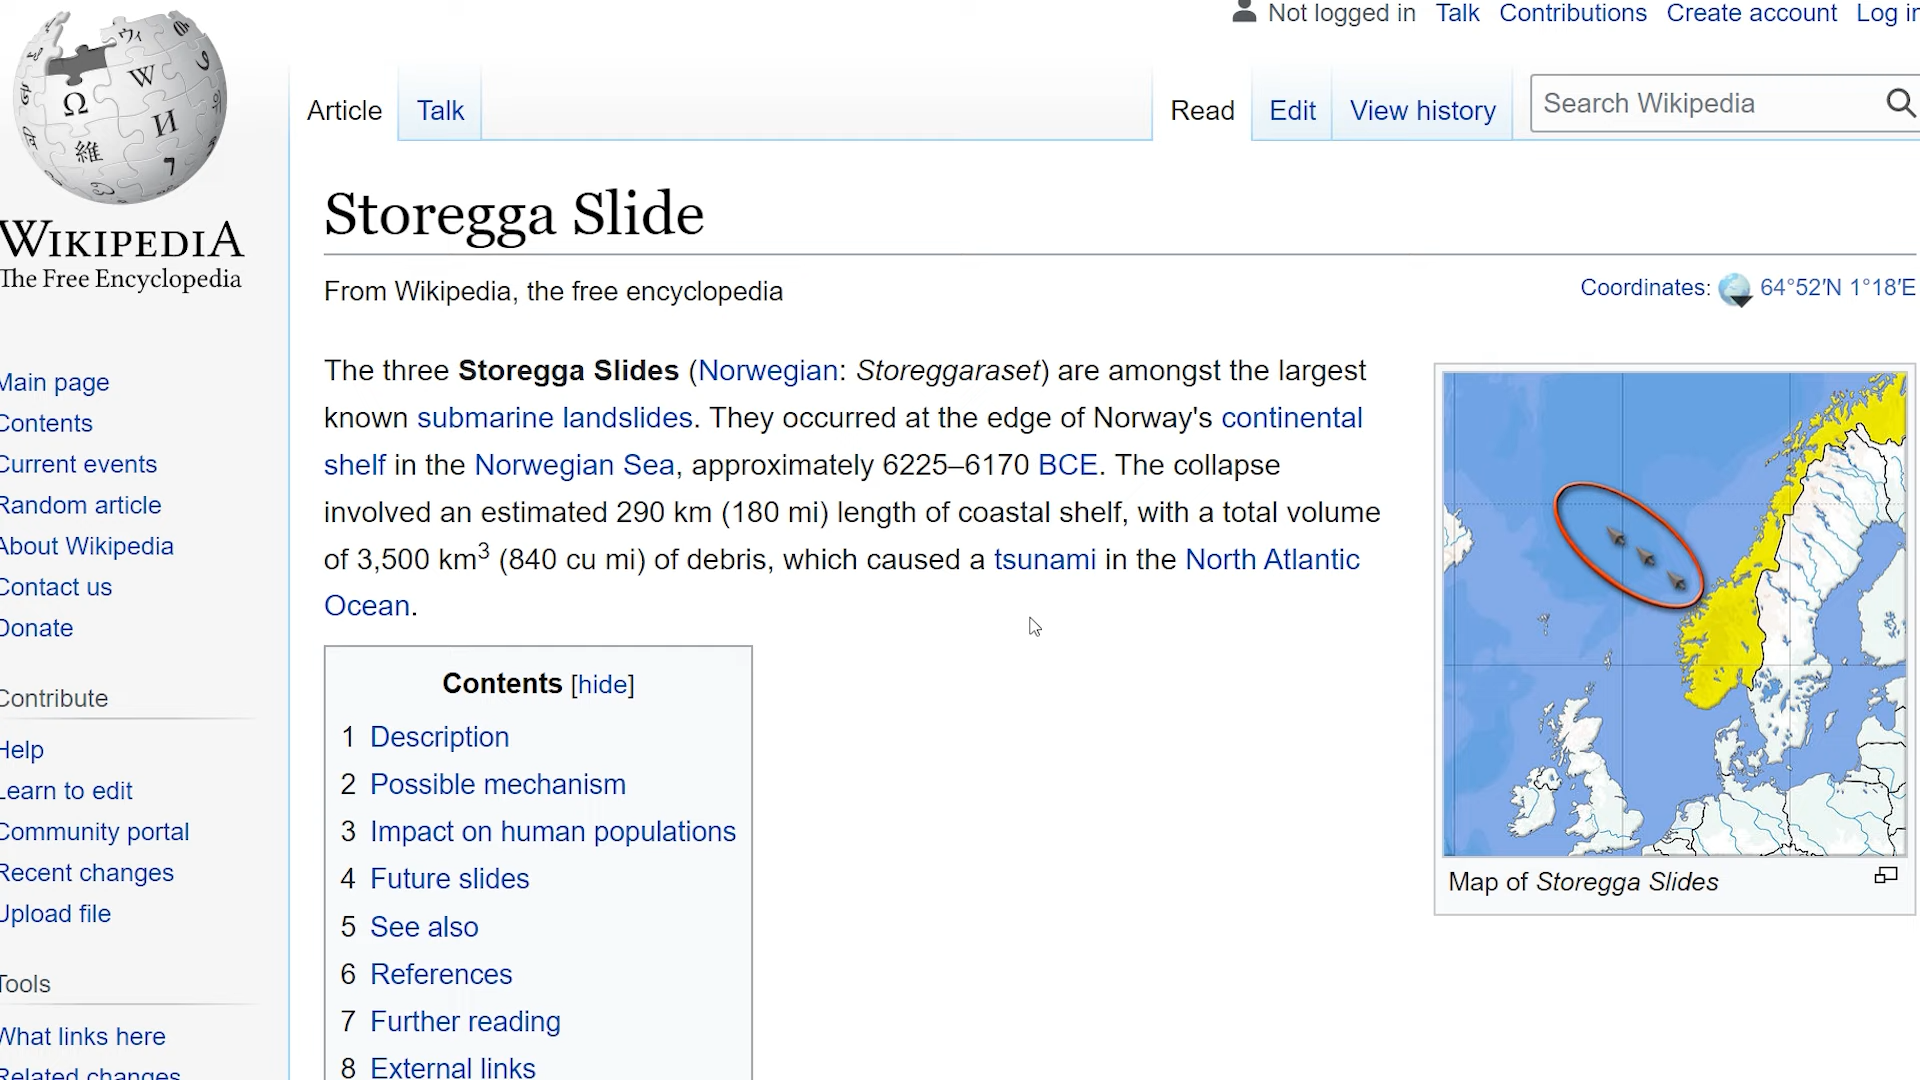 Not logged in Talk Contributions Create account Log in
Article Talk Read Edit View history Search Wikipedia
WIKIPEDIA
The Free Encyclopedia
Main page
Contents
Current events
Random article
About Wikipedia
Contact us
Donate
Contribute
Help
Learn to edit
Community portal
Recent changes
Upload file
Tools
What links here
Related changes
Storegga Slide
From Wikipedia, the free encyclopedia
Coordinates: 64°52′N 1°18′E
The three Storegga Slides (Norwegian: Storeggaraset) are amongst the largest
known submarine landslides. They occurred at the edge of Norway's continental
shelf in the Norwegian Sea, approximately 6225–6170 BCE. The collapse
involved an estimated 290 km (180 mi) length of coastal shelf, with a total volume
of 3,500 km³ (840 cu mi) of debris, which caused a tsunami in the North Atlantic
Ocean.
Contents [hide]
1 Description
2 Possible mechanism
3 Impact on human populations
4 Future slides
5 See also
6 References
7 Further reading
8 External links
Map of Storegga Slides